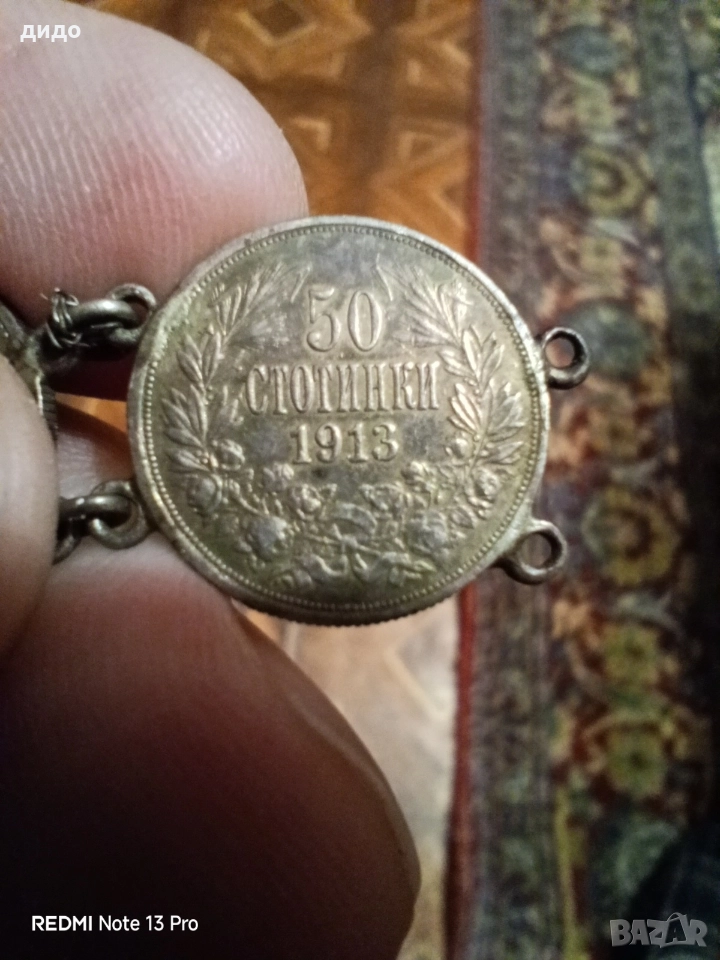 дидо
50
СТОТИНКИ
1913
REDMI Note 13 Pro
BAZAR